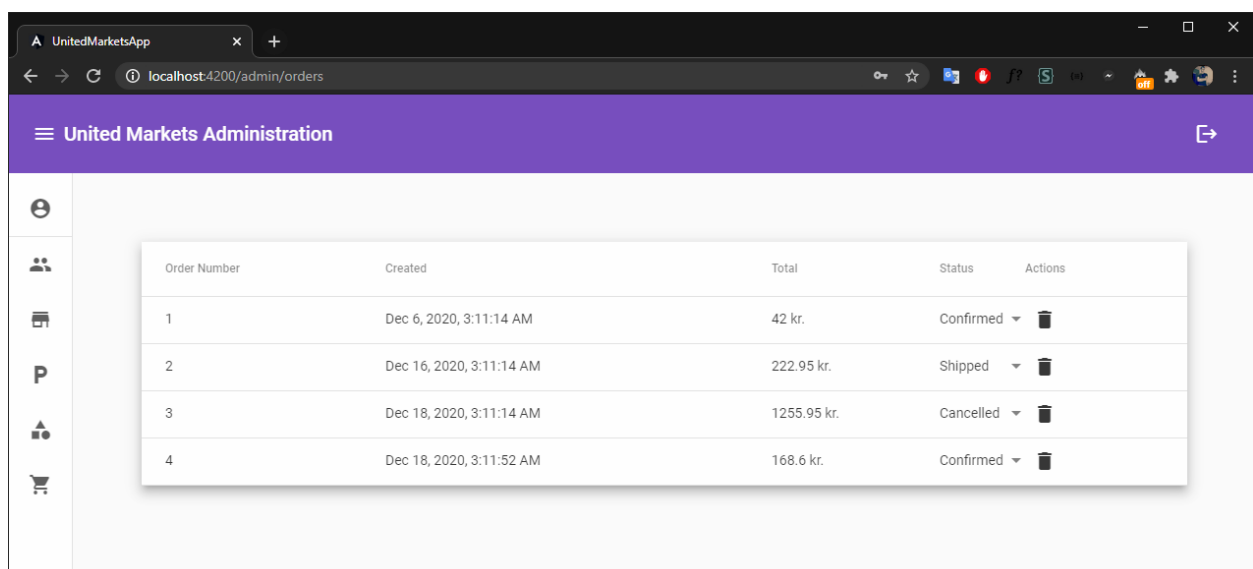 A UnitedMarketsApp
localhost:4200/admin/orders
f? S off
United Markets Administration
Order Number Created Total Status Actions
1 Dec 6, 2020, 3:11:14 AM 42 kr. Confirmed
2 Dec 16, 2020, 3:11:14 AM 222.95 kr. Shipped
P
3 Dec 18, 2020, 3:11:14 AM 1255.95 kr. Cancelled
4 Dec 18, 2020, 3:11:52 AM 168.6 kr. Confirmed